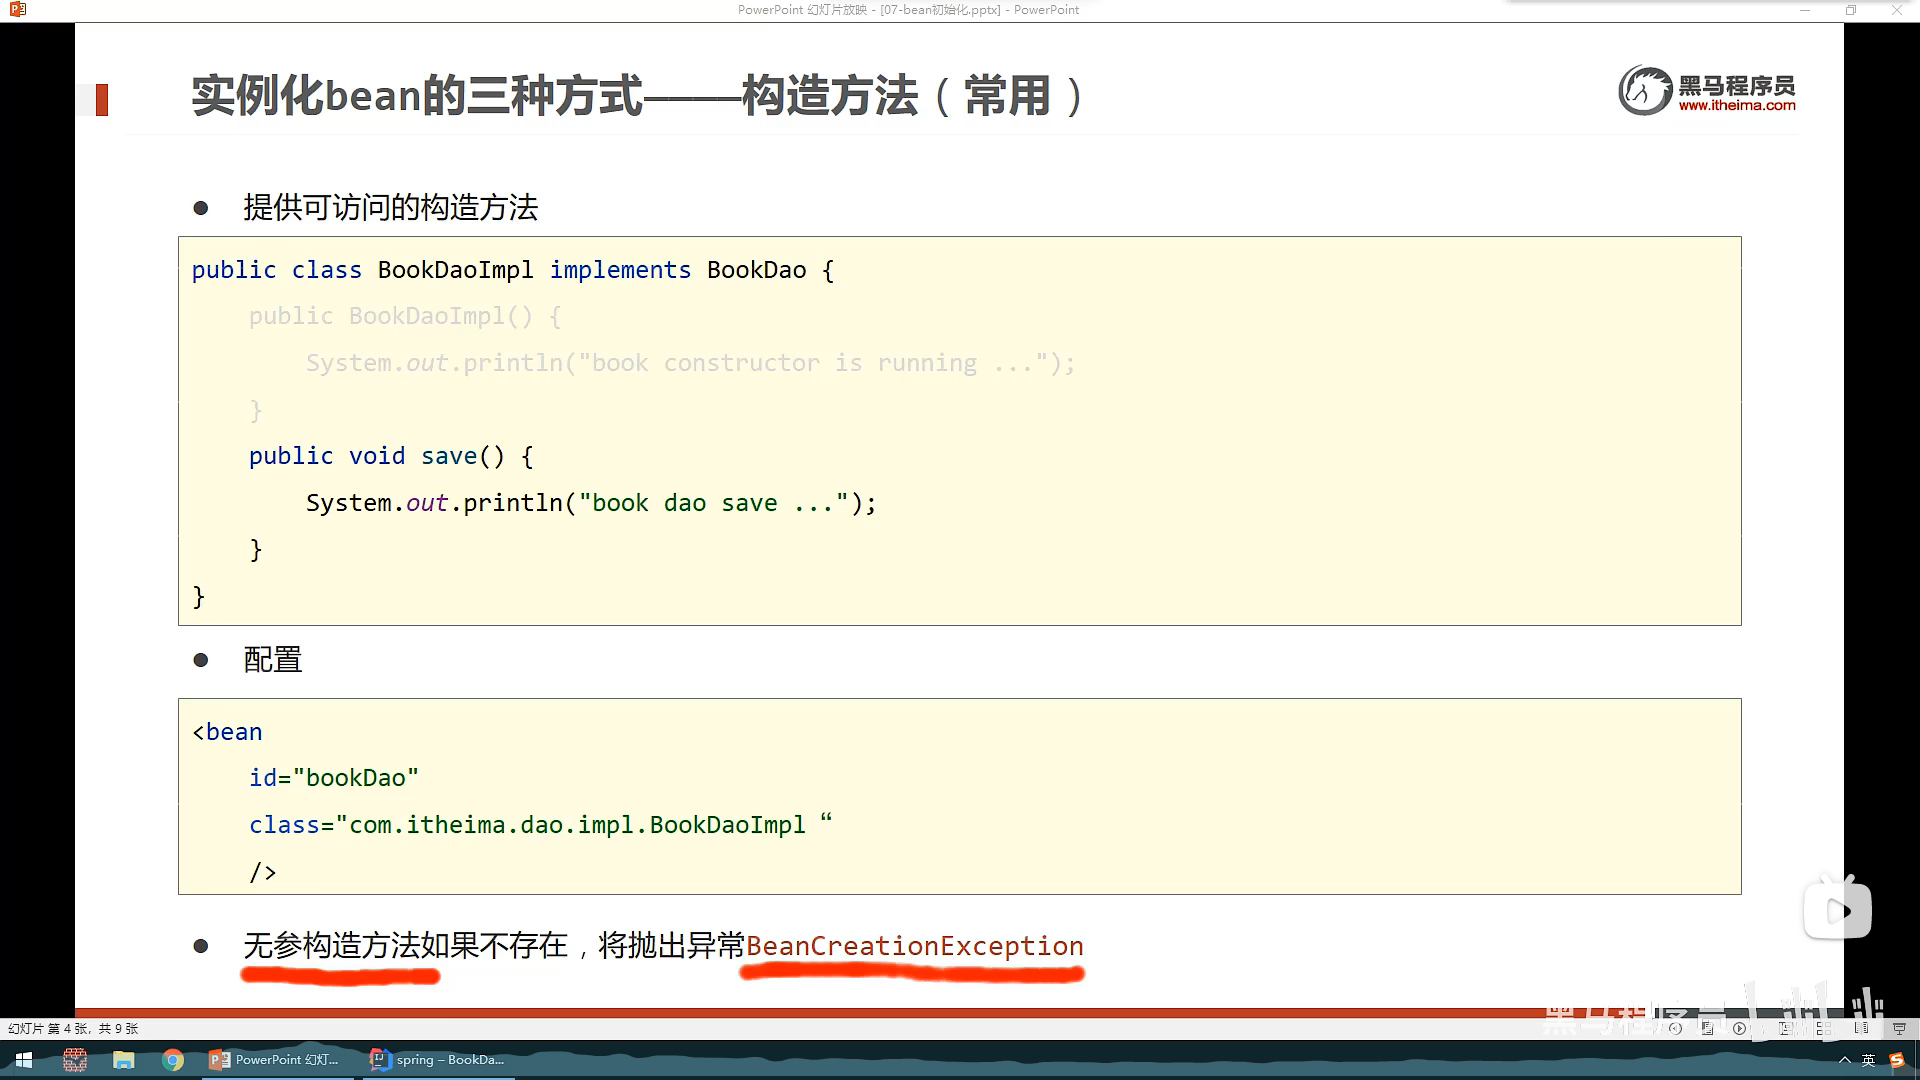 PowerPoint 幻灯片放映 - [07-bean初始化.pptx] - PowerPoint
实例化bean的三种方式————构造方法（常用）
黑马程序员
www.itheima.com
● 提供可访问的构造方法
public class BookDaoImpl implements BookDao {
public BookDaoImpl() {
System.out.println("book constructor is running ...");
}
public void save() {
System.out.println("book dao save ...");
}
}
● 配置
<bean
id="bookDao"
class="com.itheima.dao.impl.BookDaoImpl “
/>
● 无参构造方法如果不存在，将抛出异常BeanCreationException
黑马程序员
幻灯片 第 4 张，共 9 张
PowerPoint 幻灯...
spring – BookDa...
英